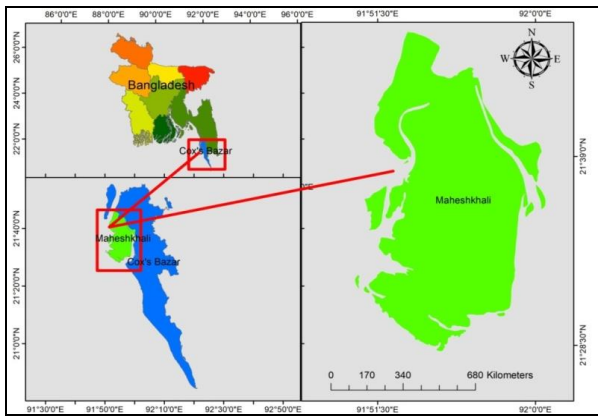 86°0'0"E 88°0'0"E 90°0'0"E 92°0'0"E 94°0'0"E 96°0'0"E
91°51'30"E 92°0'0"E
26°0'0"N
24°0'0"N
22°0'0"N
Bangladesh
Cox's Bazar
N
W E
S
21°39'0"N
0°E
Maheshkhali
21°40'0"N
21°20'0"N
21°0'0"N
Maheshkhali
Cox's Bazar
21°28'30"N
0 170 340 680 Kilometers
91°30'0"E 91°50'0"E 92°10'0"E 92°30'0"E 92°50'0"E
91°51'30"E 92°0'0"E